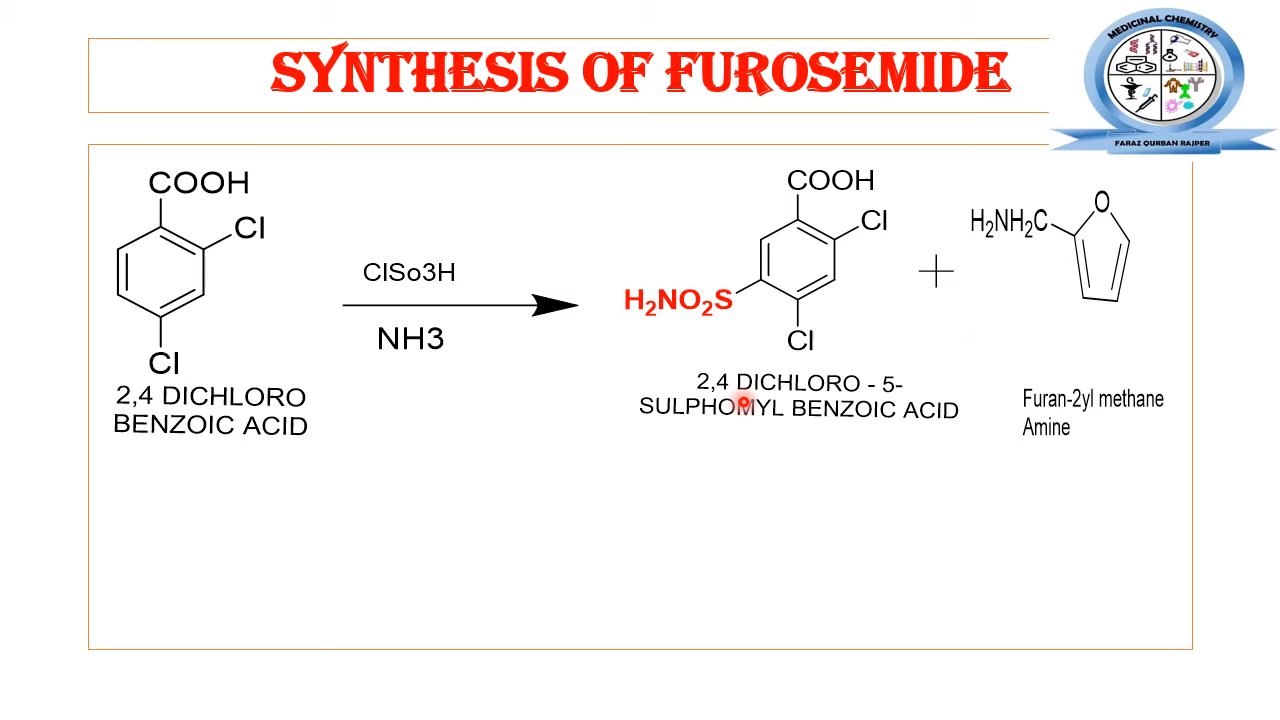 SYNTHESIS OF FUROSEMIDE
MEDICINAL CHEMISTRY
FARAZ QURBAN RAJPER
COOH
Cl
Cl
2,4 DICHLORO
BENZOIC ACID
ClSo3H
NH3
COOH
Cl
H₂NO₂S
Cl
2,4 DICHLORO - 5-
SULPHOMYL BENZOIC ACID
+
H₂NH₂C
O
Furan-2yl methane
Amine